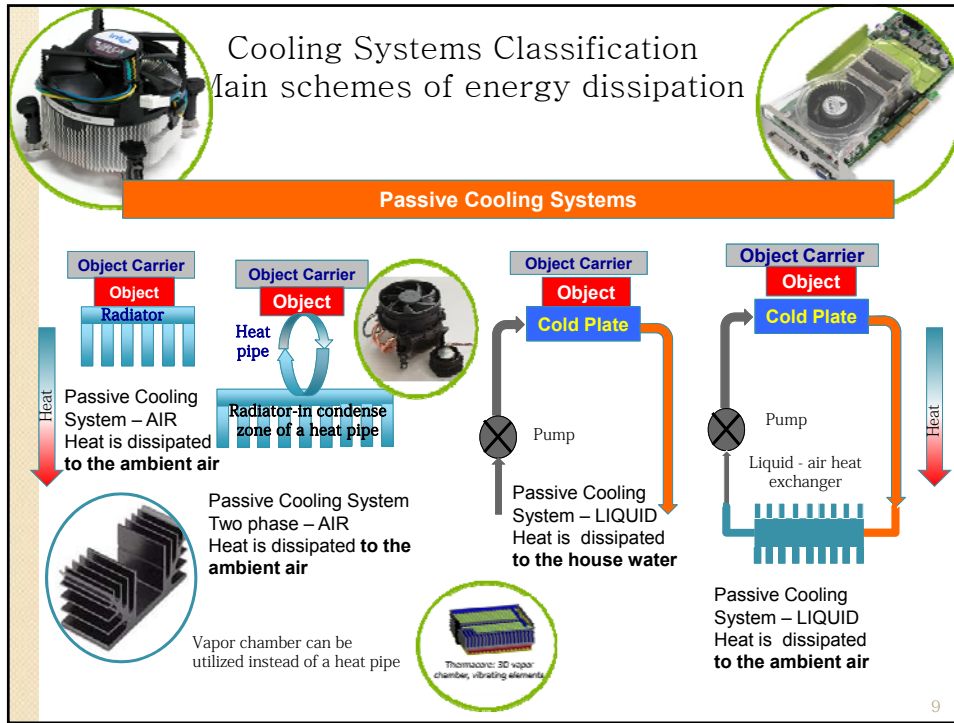 Cooling Systems Classification
Main schemes of energy dissipation
intel
Passive Cooling Systems
Object Carrier
Object
Radiator
Heat
Passive Cooling
System – AIR
Heat is dissipated
to the ambient air
Object Carrier
Object
Heat
pipe
Radiator-in condense
zone of a heat pipe
Passive Cooling System
Two phase – AIR
Heat is dissipated to the
ambient air
Vapor chamber can be
utilized instead of a heat pipe
Thermacore: 3D vapor
chamber, vibrating elements
Object Carrier
Object
Cold Plate
Pump
Passive Cooling
System – LIQUID
Heat is dissipated
to the house water
Object Carrier
Object
Cold Plate
Pump
Liquid - air heat
exchanger
Heat
Passive Cooling
System – LIQUID
Heat is dissipated
to the ambient air
9